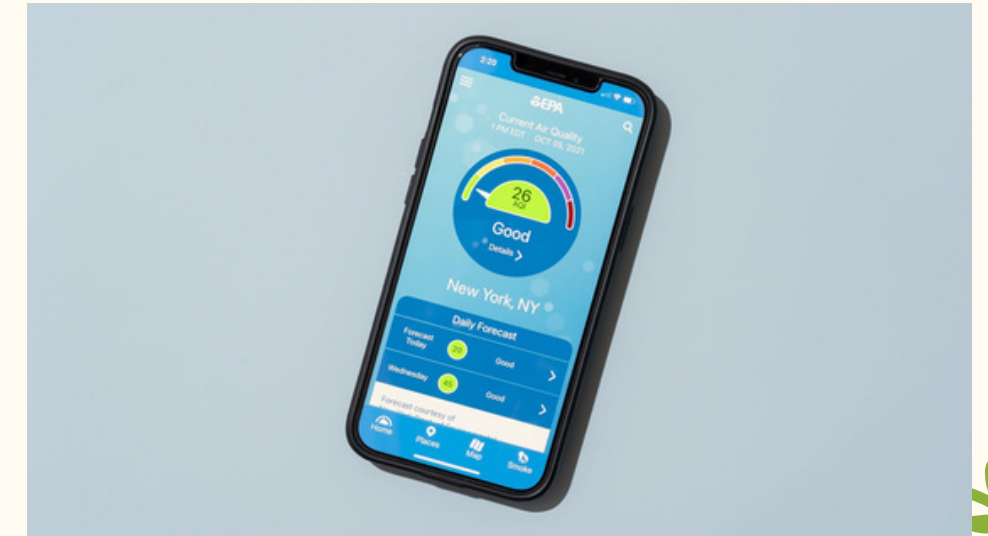 2:20
EPA
Current Air Quality
1 PM EDT OCT 05, 2021
26
AQI
Good
Details
New York, NY
Daily Forecast
Forecast
Today
20
Good
Wednesday
45
Good
Forecast courtesy of
Home
Places
Map
Smoke